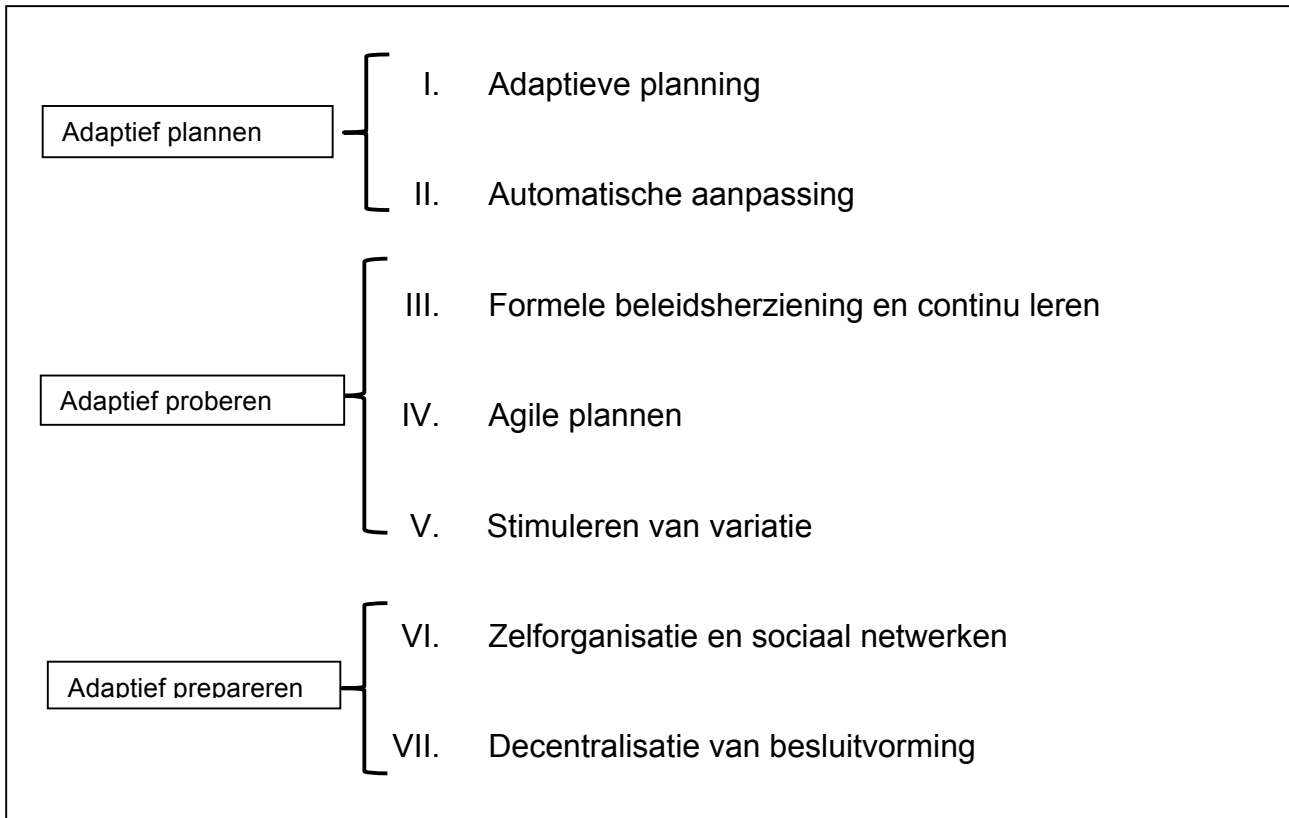 Adaptief plannen
I. Adaptieve planning
II. Automatische aanpassing
Adaptief proberen
III. Formele beleidsherziening en continu leren
IV. Agile plannen
V. Stimuleren van variatie
Adaptief prepareren
VI. Zelforganisatie en sociaal netwerken
VII. Decentralisatie van besluitvorming